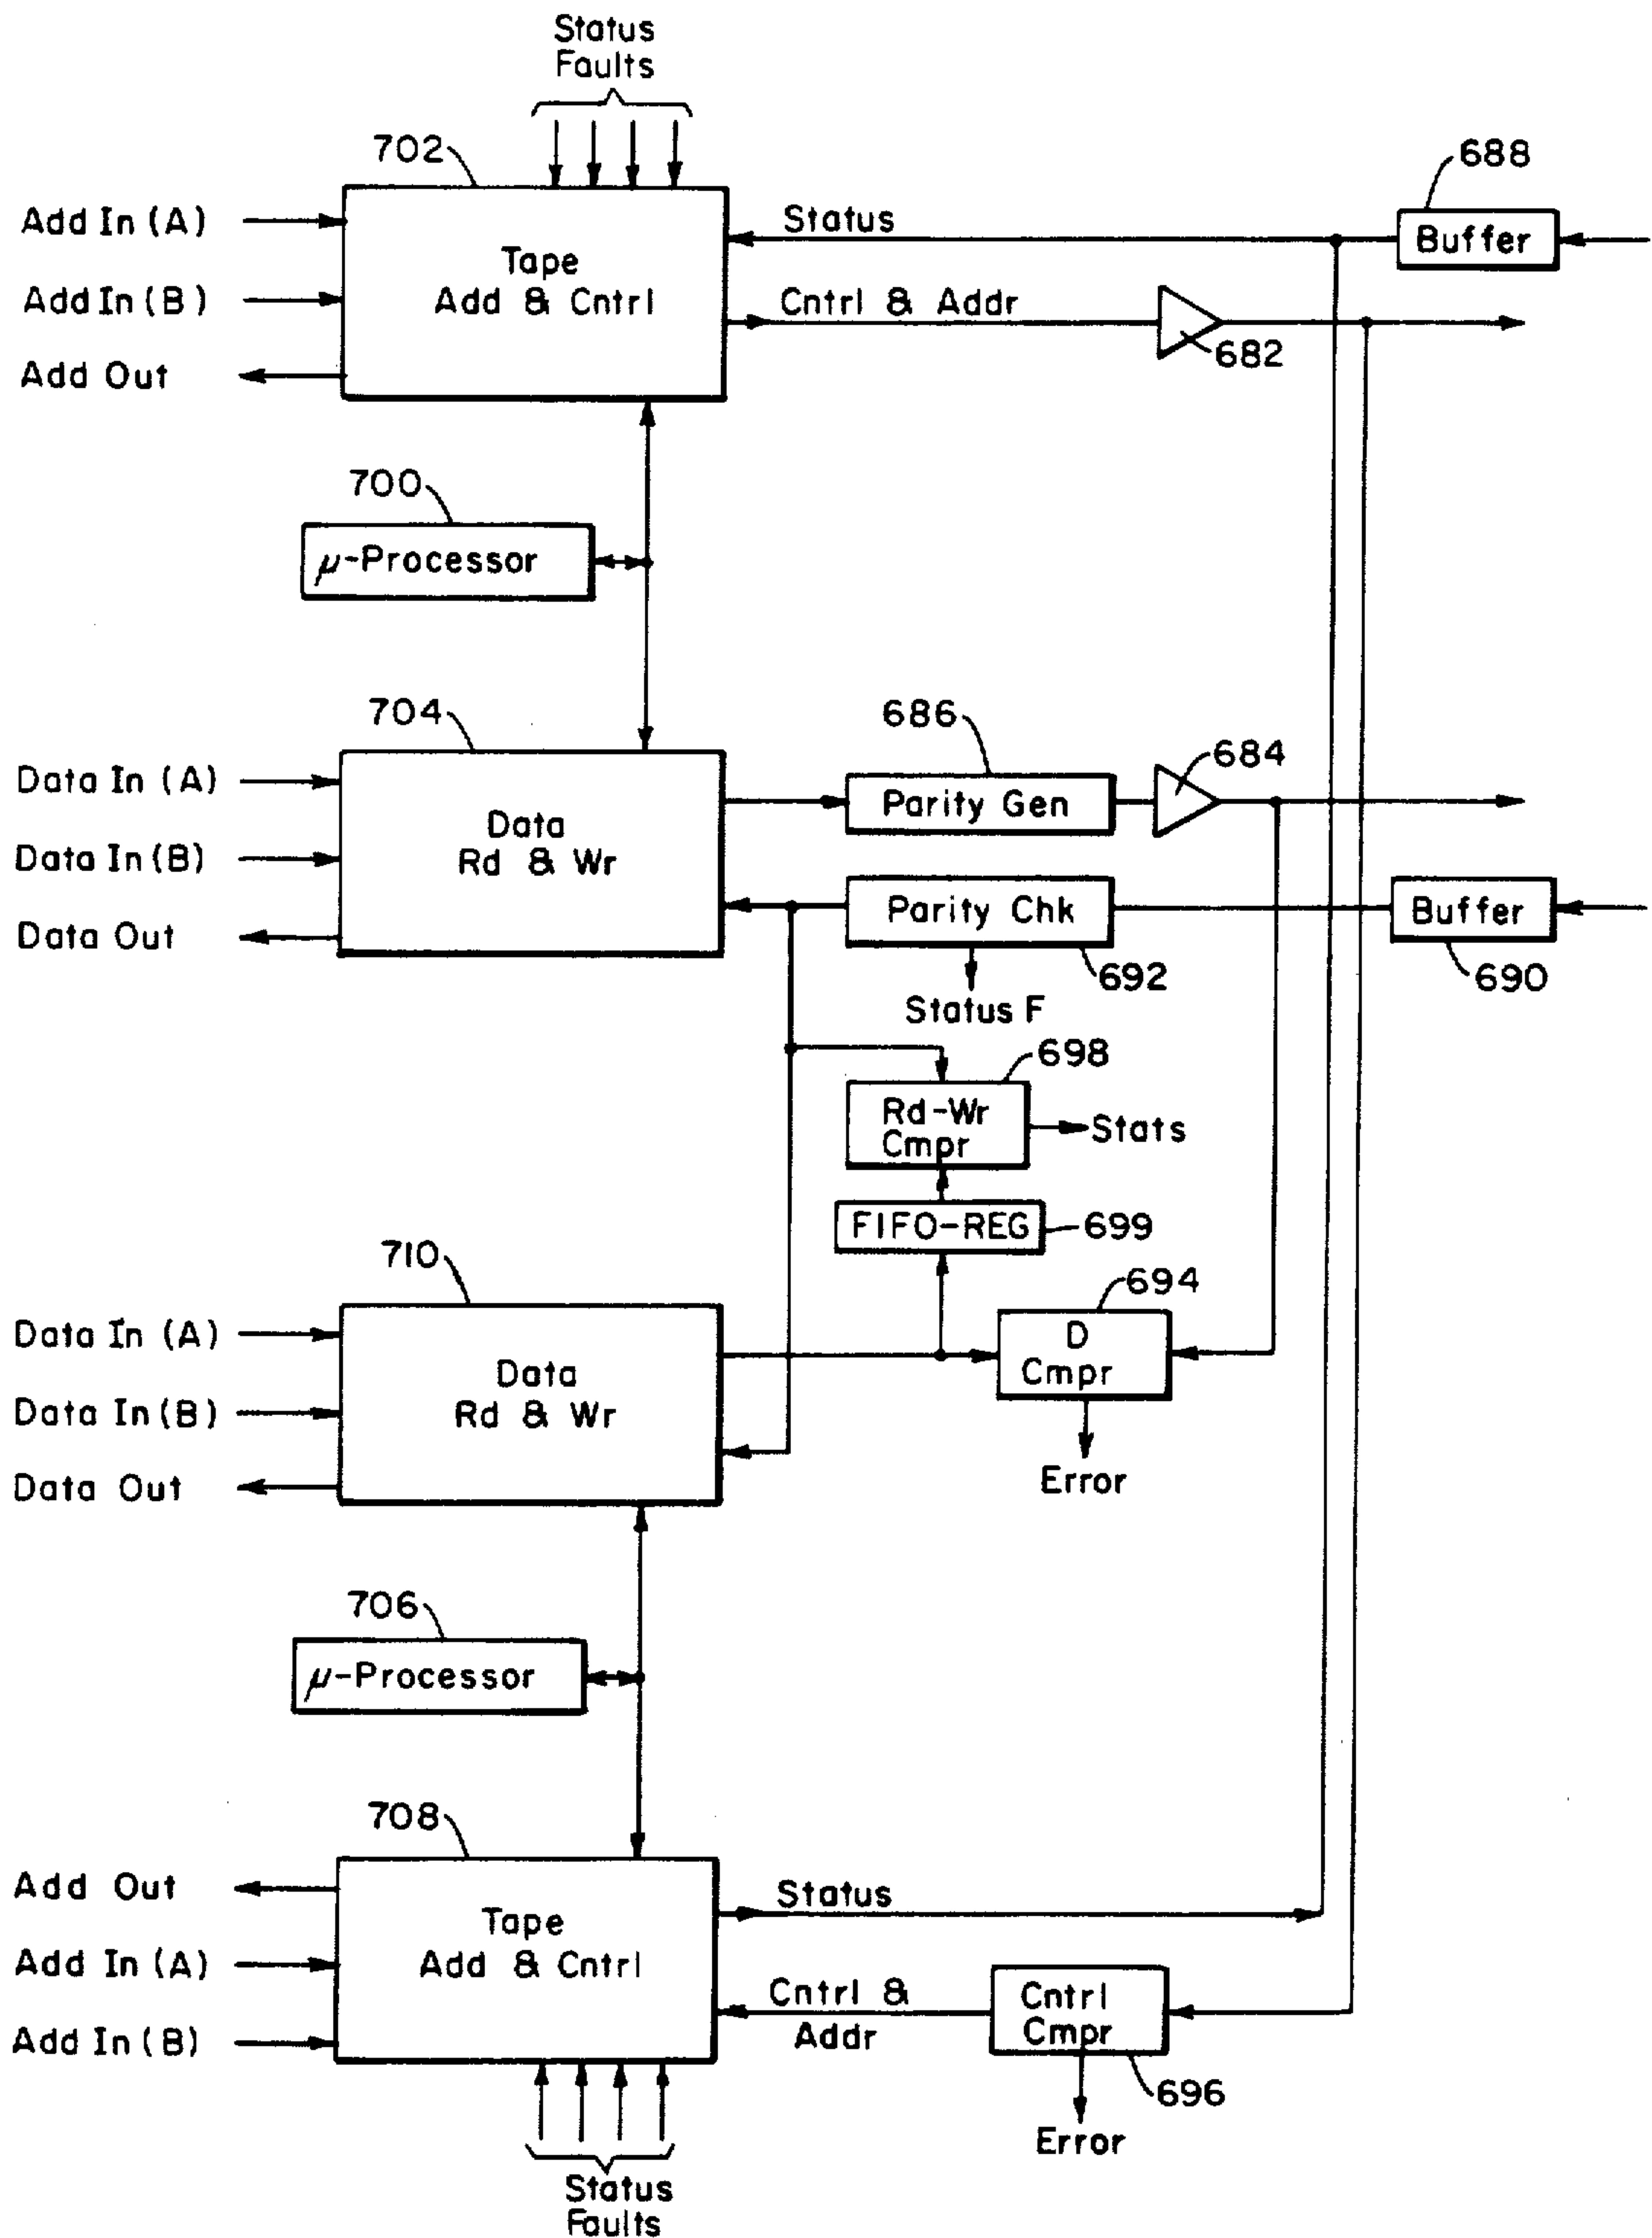 Status
Faults
702
688
Add In (A)
Status
Buffer
Tape
Add & Cntrl
Add In (B)
Cntrl & Addr
682
Add Out
700
μ-Processor
704
686
684
Data In (A)
Parity Gen
Data
Rd & Wr
Data In (B)
Parity Chk
Buffer
Data Out
692
690
Status F
698
Rd-Wr
Cmpr
Stats
FIFO-REG
699
710
694
Data In (A)
D
Cmpr
Data
Rd & Wr
Data In (B)
Data Out
Error
706
μ-Processor
708
Add Out
Status
Tape
Add & Cntrl
Add In (A)
Cntrl &
Addr
Cntrl
Cmpr
Add In (B)
696
Error
Status
Faults